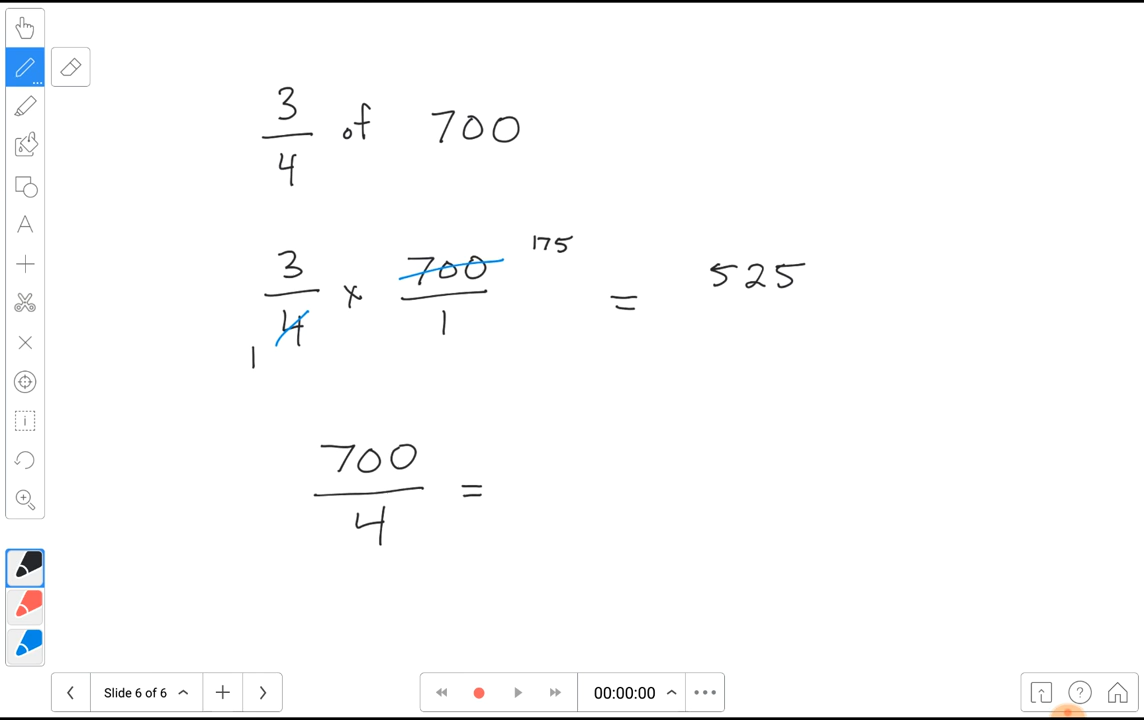 3/4 of 700
175
3/4 × 700/1 = 525
1
700/4 =
A
i
Slide 6 of 6
00:00:00
?